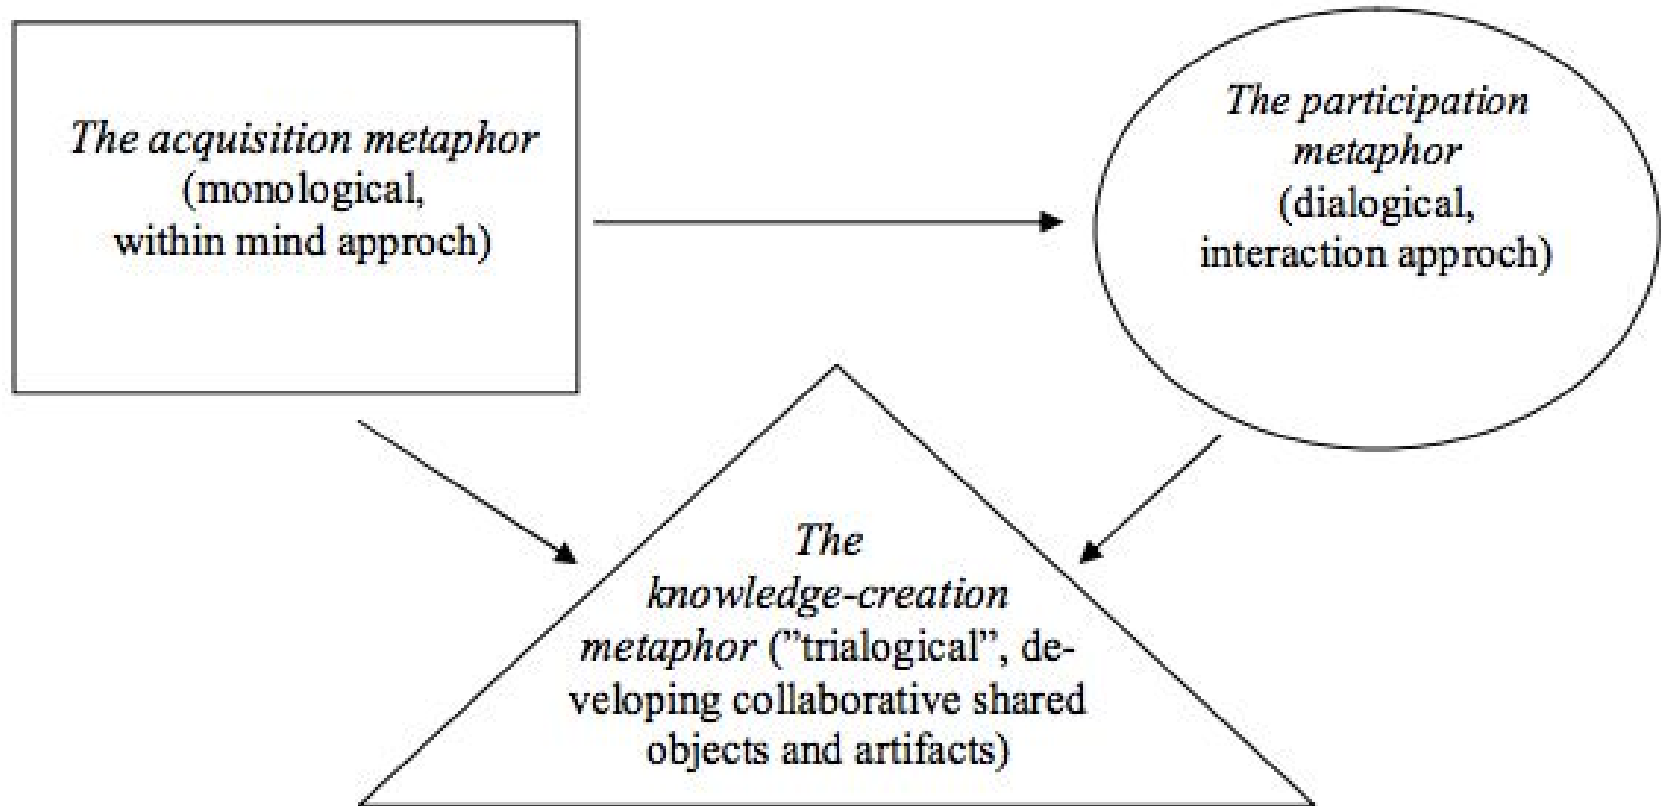 The acquisition metaphor
(monological,
within mind approch)
The participation
metaphor
(dialogical,
interaction approch)
The
knowledge-creation
metaphor (”trialogical”, de-
veloping collaborative shared
objects and artifacts)